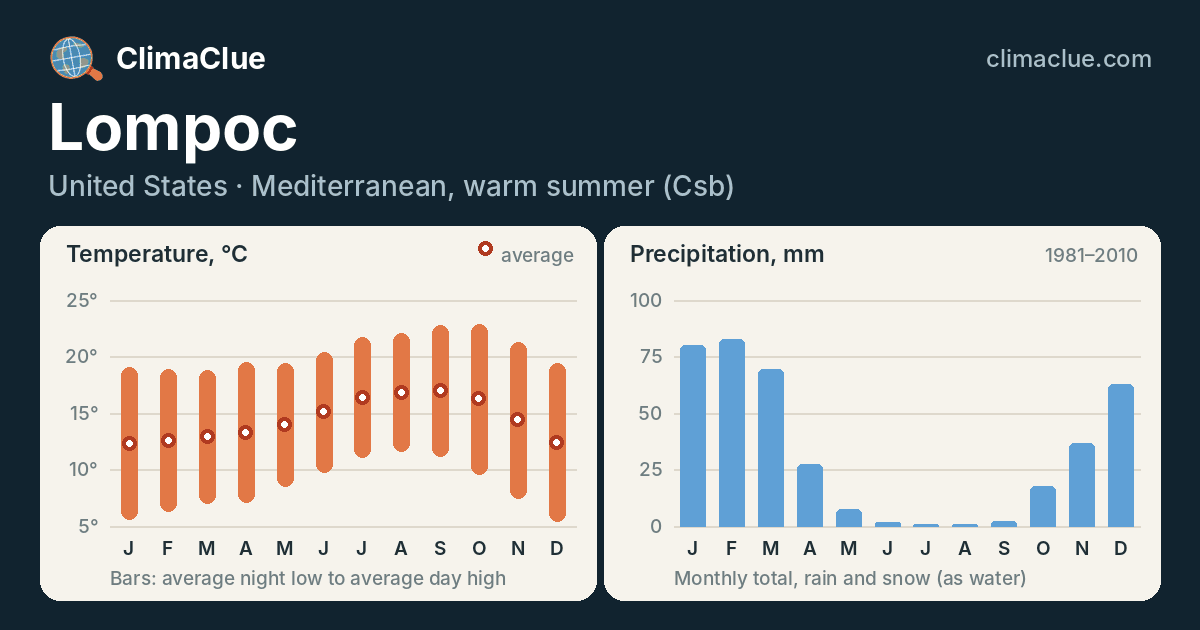 ClimaClue
climaclue.com
Lompoc
United States · Mediterranean, warm summer (Csb)
Temperature, °C
average
25°
20°
15°
10°
5°
J F M A M J J A S O N D
Bars: average night low to average day high
Precipitation, mm
1981–2010
100
75
50
25
0
J F M A M J J A S O N D
Monthly total, rain and snow (as water)